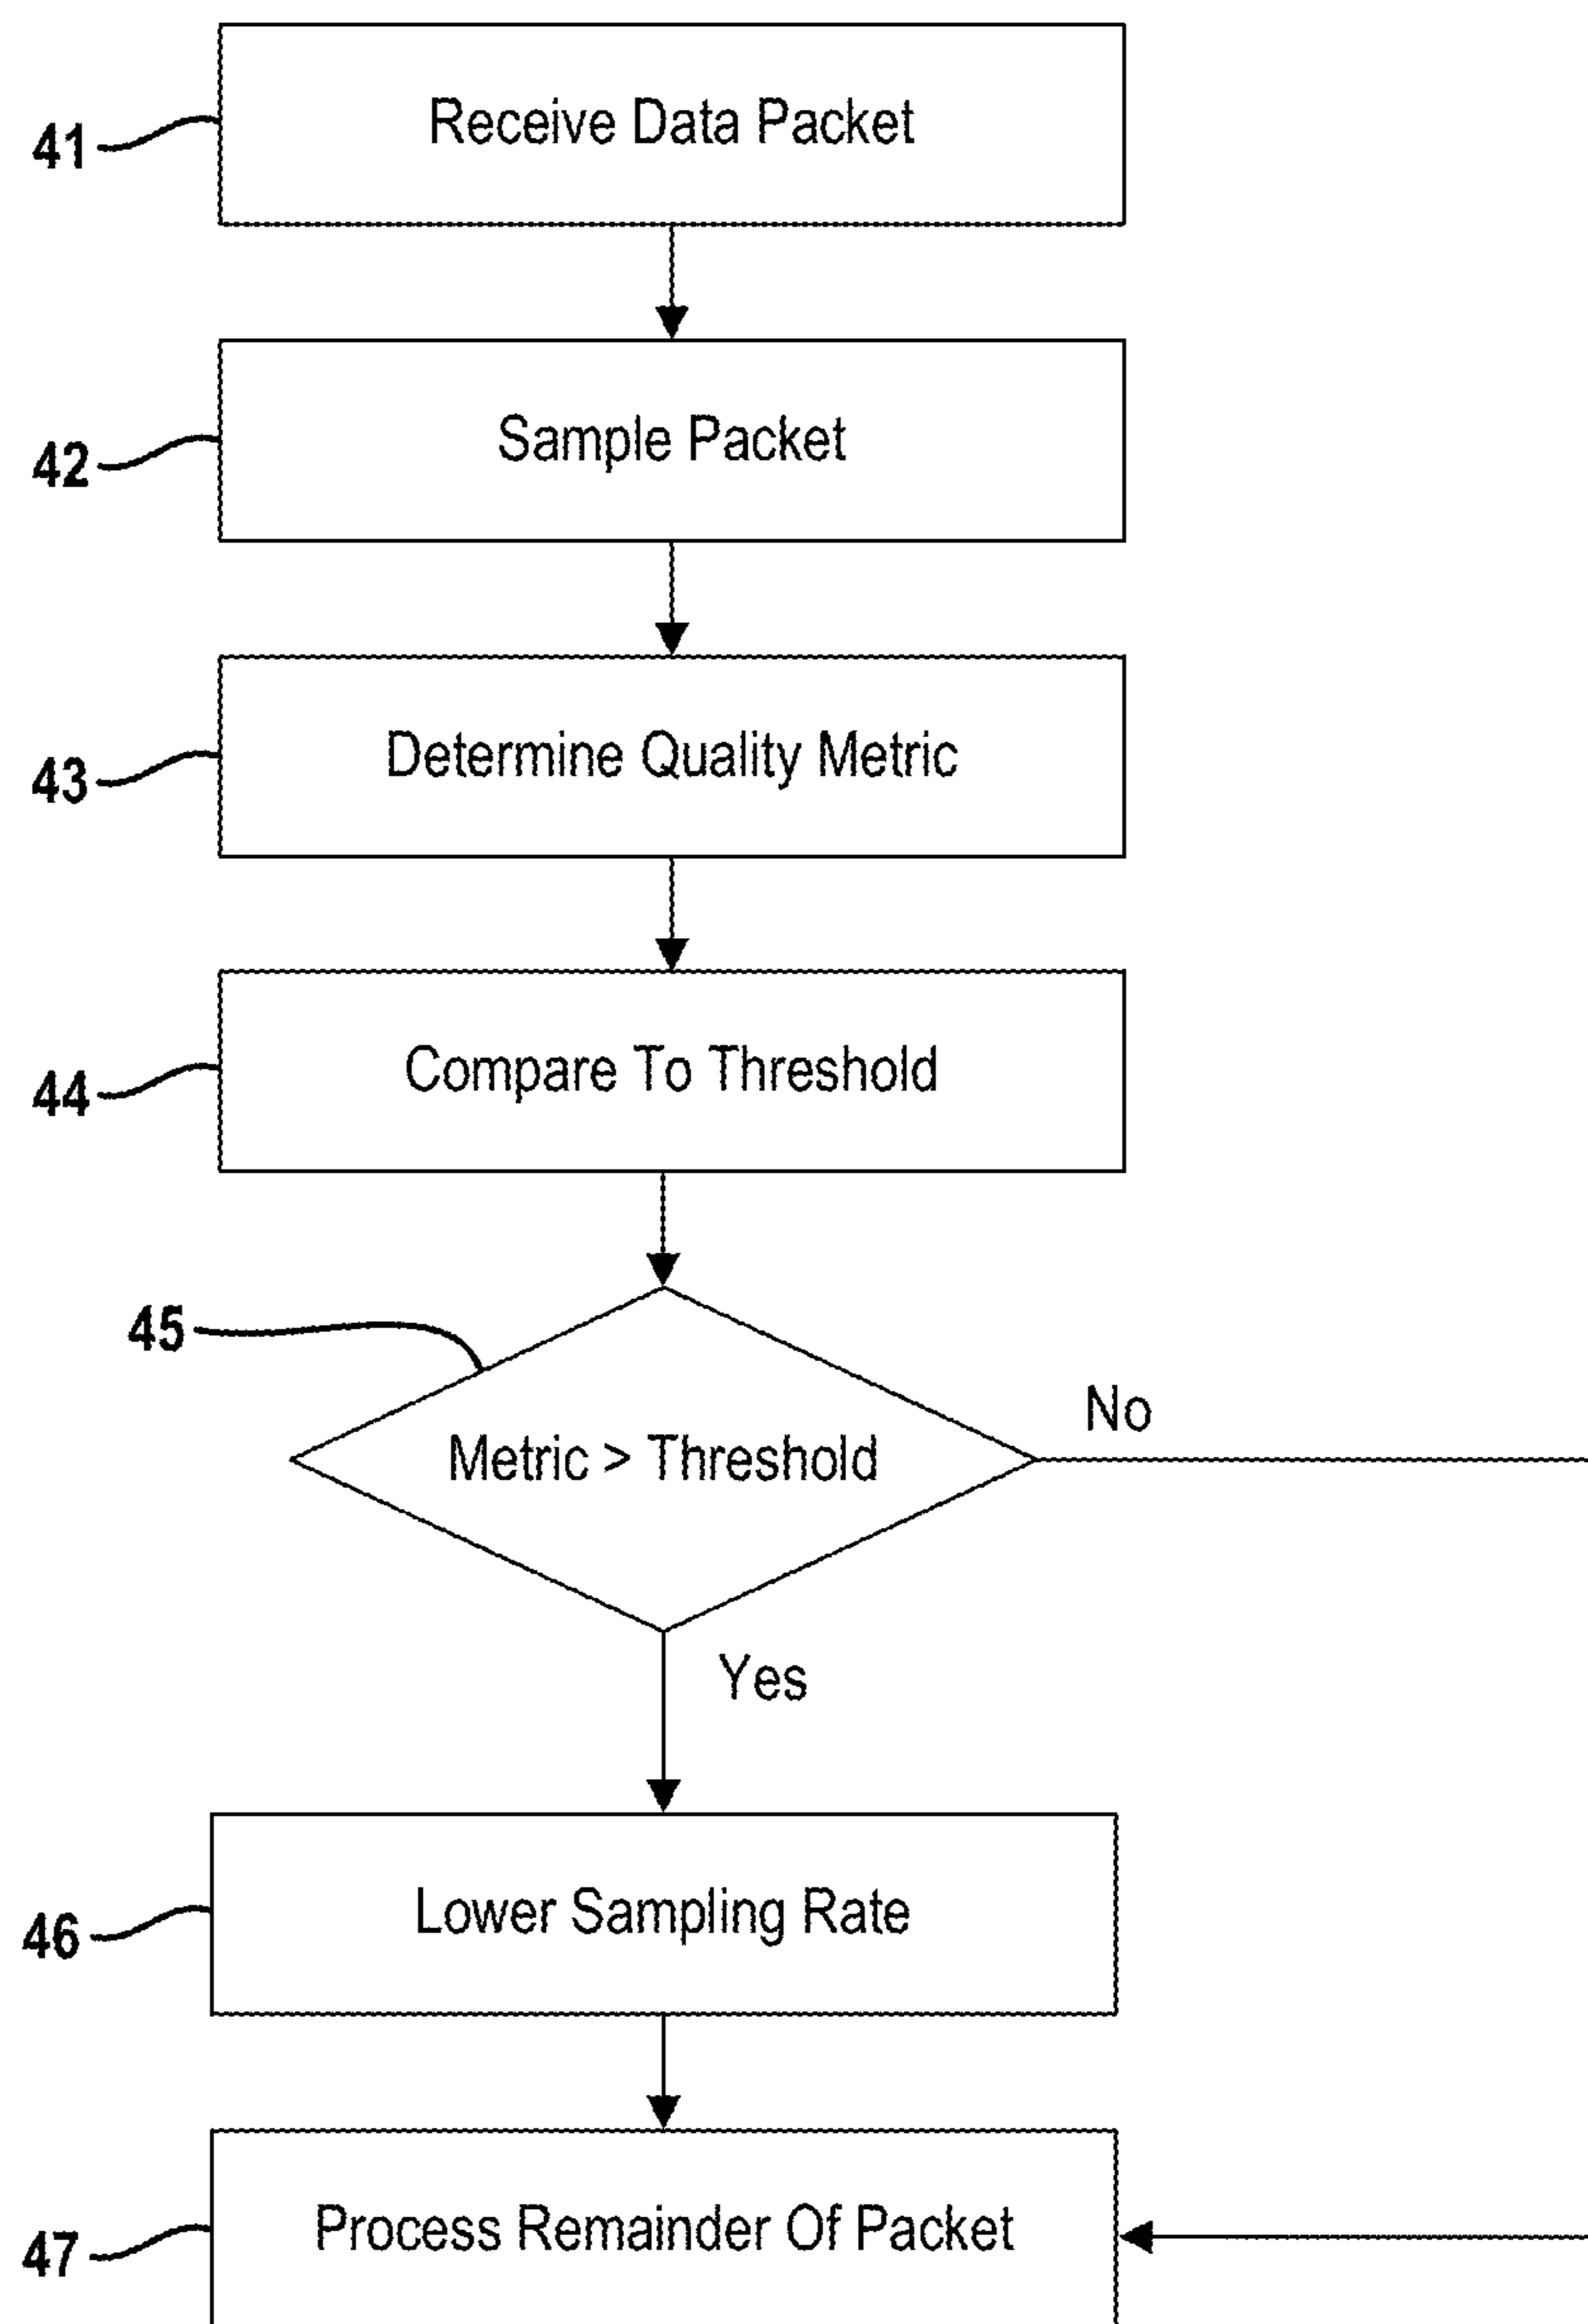 Receive Data Packet
41
Sample Packet
42
Determine Quality Metric
43
Compare To Threshold
44
45
No
Metric > Threshold
Yes
Lower Sampling Rate
46
Process Remainder Of Packet
47